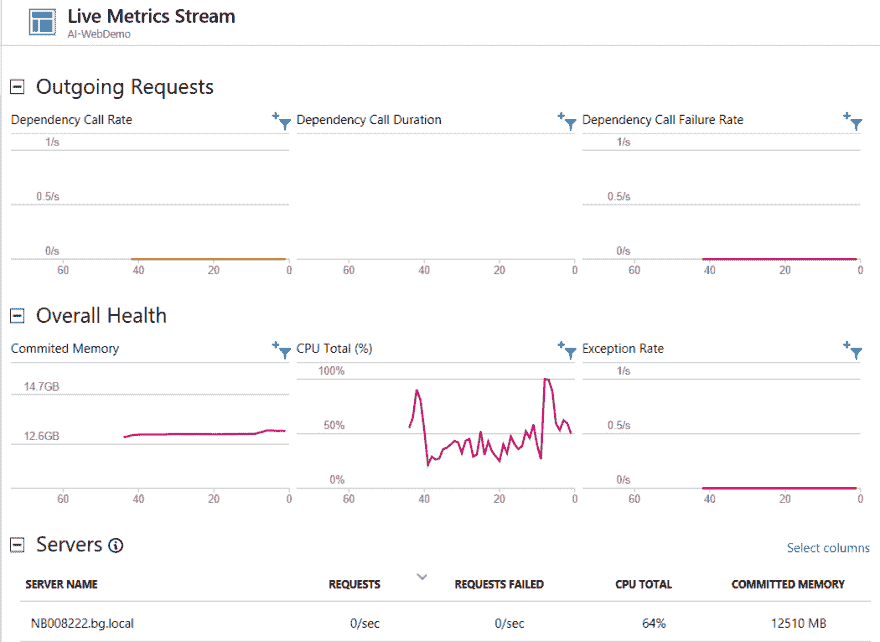 Live Metrics Stream
AI-WebDemo
Outgoing Requests
Dependency Call Rate
1/s
0.5/s
0/s
60 40 20 0
Dependency Call Duration
60 40 20 0
Dependency Call Failure Rate
1/s
0.5/s
0/s
60 40 20 0
Overall Health
Commited Memory
14.7GB
12.6GB
60 40 20 0
CPU Total (%)
100%
50%
0%
60 40 20 0
Exception Rate
1/s
0.5/s
0/s
60 40 20 0
Servers
Select columns
SERVER NAME REQUESTS REQUESTS FAILED CPU TOTAL COMMITTED MEMORY
NB008222.bg.local 0/sec 0/sec 64% 12510 MB